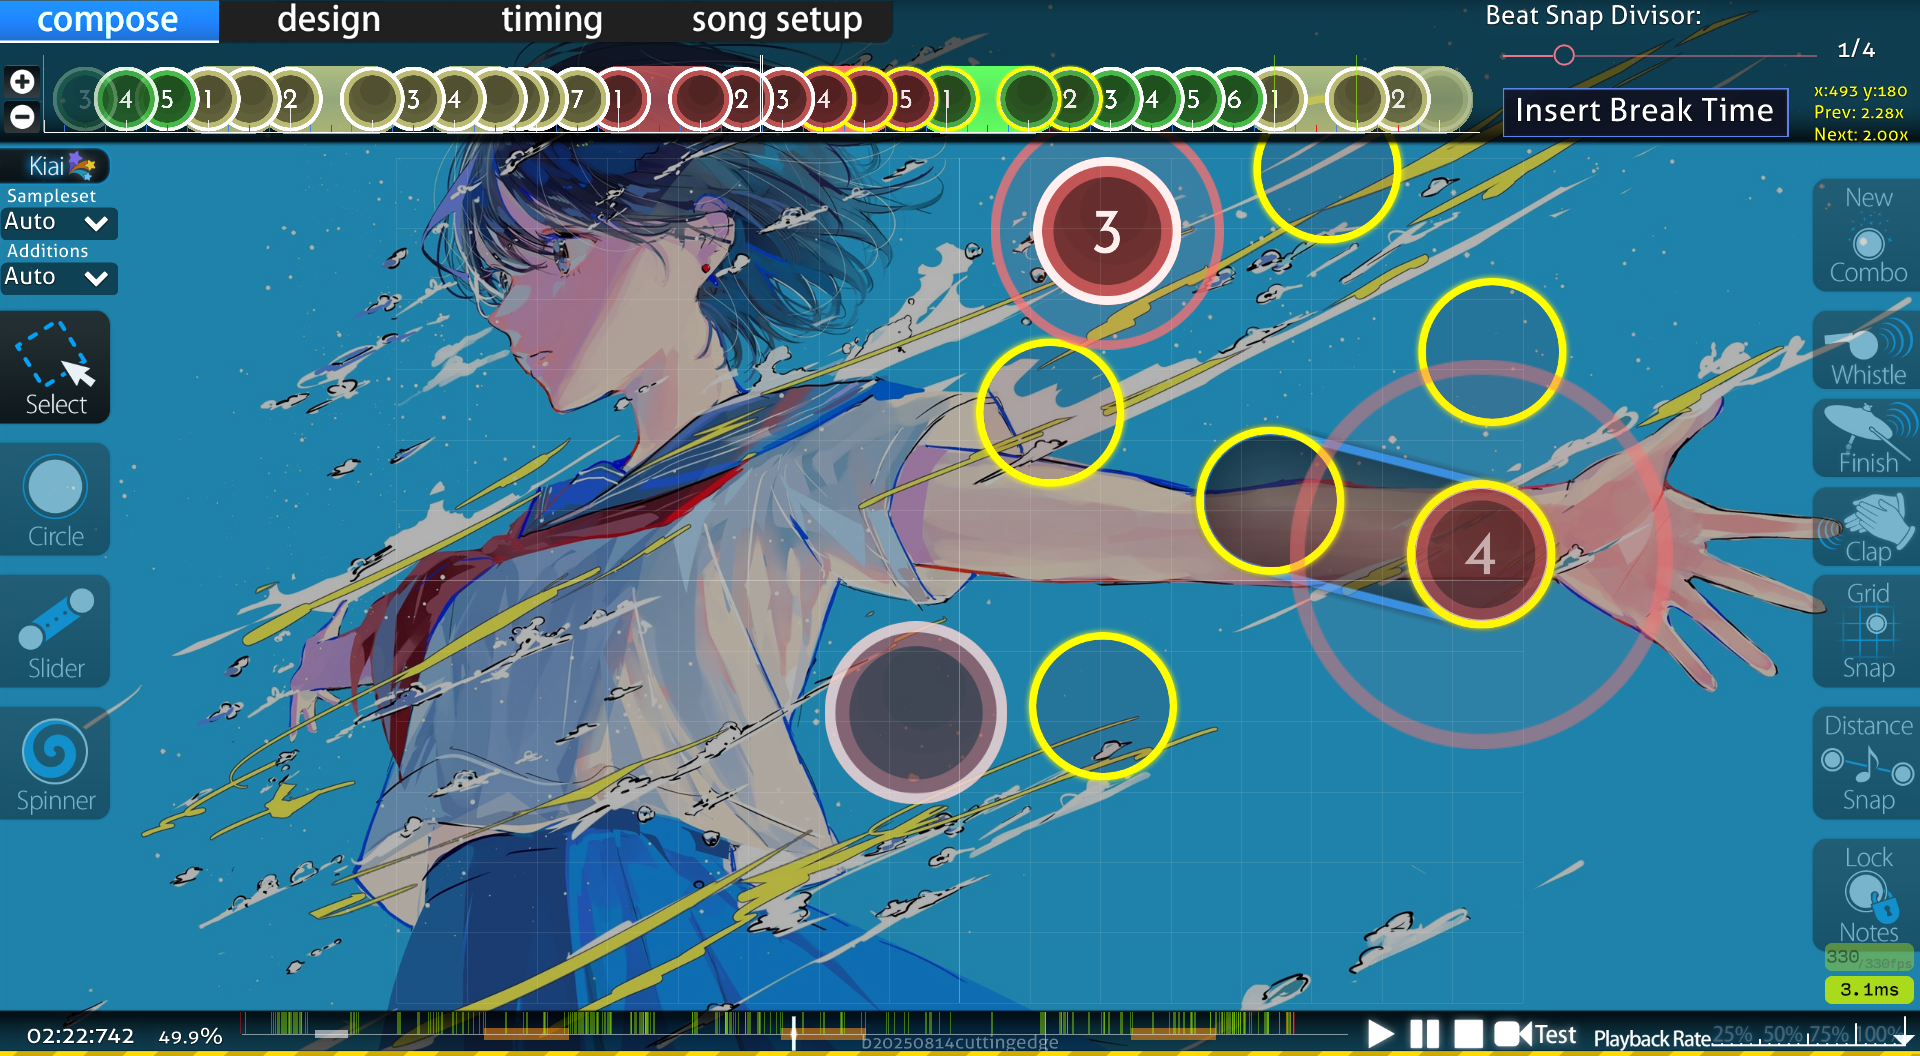 compose
design
timing
song setup
Beat Snap Divisor:
1/4
3 4 5 1 2 3 4 7 1 2 3 4 5 1 2 3 4 5 6 1 2
Insert Break Time
x:493 y:180
Prev: 2.28x
Next: 2.00x
Kiai
Sampleset
Auto
Additions
Auto
Select
Circle
Slider
Spinner
3
4
New
Combo
Whistle
Finish
Clap
Grid
Snap
Distance
Snap
Lock
Notes
330 /330fps
3.1ms
02:22:742
49.9%
b20250814cuttingedge
Test
Playback Rate
25% 50% 75% 100%